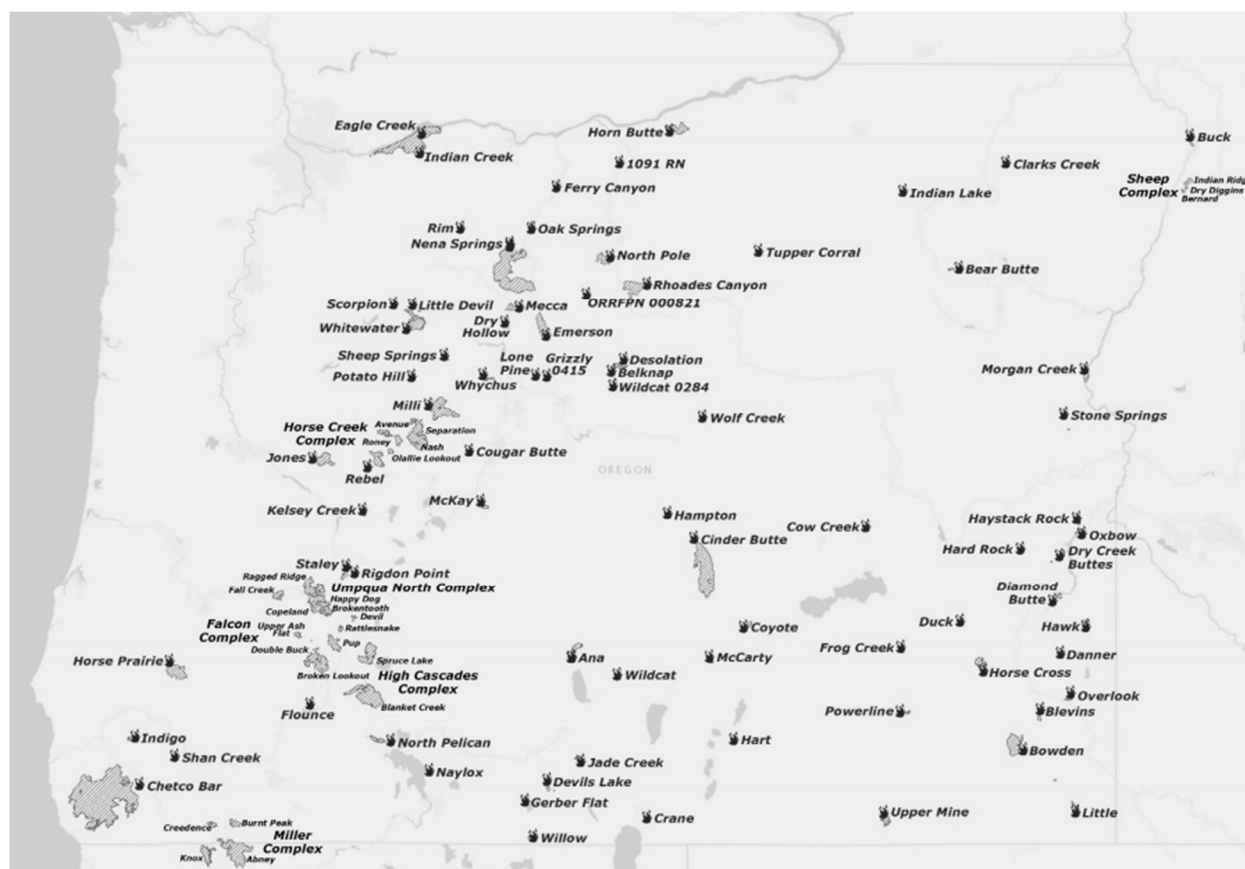 Eagle Creek
Horn Butte
Buck
Indian Creek
1091 RN
Clarks Creek
Sheep
Complex
Indian Ridg
Dry Diggins
Bernard
Ferry Canyon
Indian Lake
Rim
Oak Springs
Nena Springs
North Pole
Tupper Corral
Bear Butte
Rhoades Canyon
ORRFPN 000821
Scorpion
Little Devil
Mecca
Whitewater
Dry
Hollow
Emerson
Sheep Springs
Lone
Pine
Grizzly
0415
Desolation
Belknap
Wildcat 0284
Potato Hill
Whychus
Morgan Creek
Milli
Wolf Creek
Stone Springs
Horse Creek
Complex
Avenue
Separation
Roney
Nash
Olallie Lookout
Cougar Butte
Jones
Rebel
OREGON
McKay
Kelsey Creek
Hampton
Cow Creek
Haystack Rock
Cinder Butte
Oxbow
Hard Rock
Dry Creek
Buttes
Staley
Rigdon Point
Ragged Ridge
Umpqua North Complex
Fall Creek
Happy Dog
Brokentooth
Copeland
Devil
Diamond
Butte
Falcon
Complex
Upper Ash
Flat
Rattlesnake
Coyote
Duck
Hawk
Pup
Double Buck
Frog Creek
Danner
Horse Prairie
Spruce Lake
Ana
McCarty
Broken Lookout
High Cascades
Complex
Wildcat
Horse Cross
Blanket Creek
Overlook
Flounce
Powerline
Blevins
Indigo
North Pelican
Hart
Bowden
Shan Creek
Jade Creek
Naylox
Devils Lake
Chetco Bar
Gerber Flat
Crane
Upper Mine
Little
Creedence
Burnt Peak
Miller
Complex
Willow
Knox
Abney